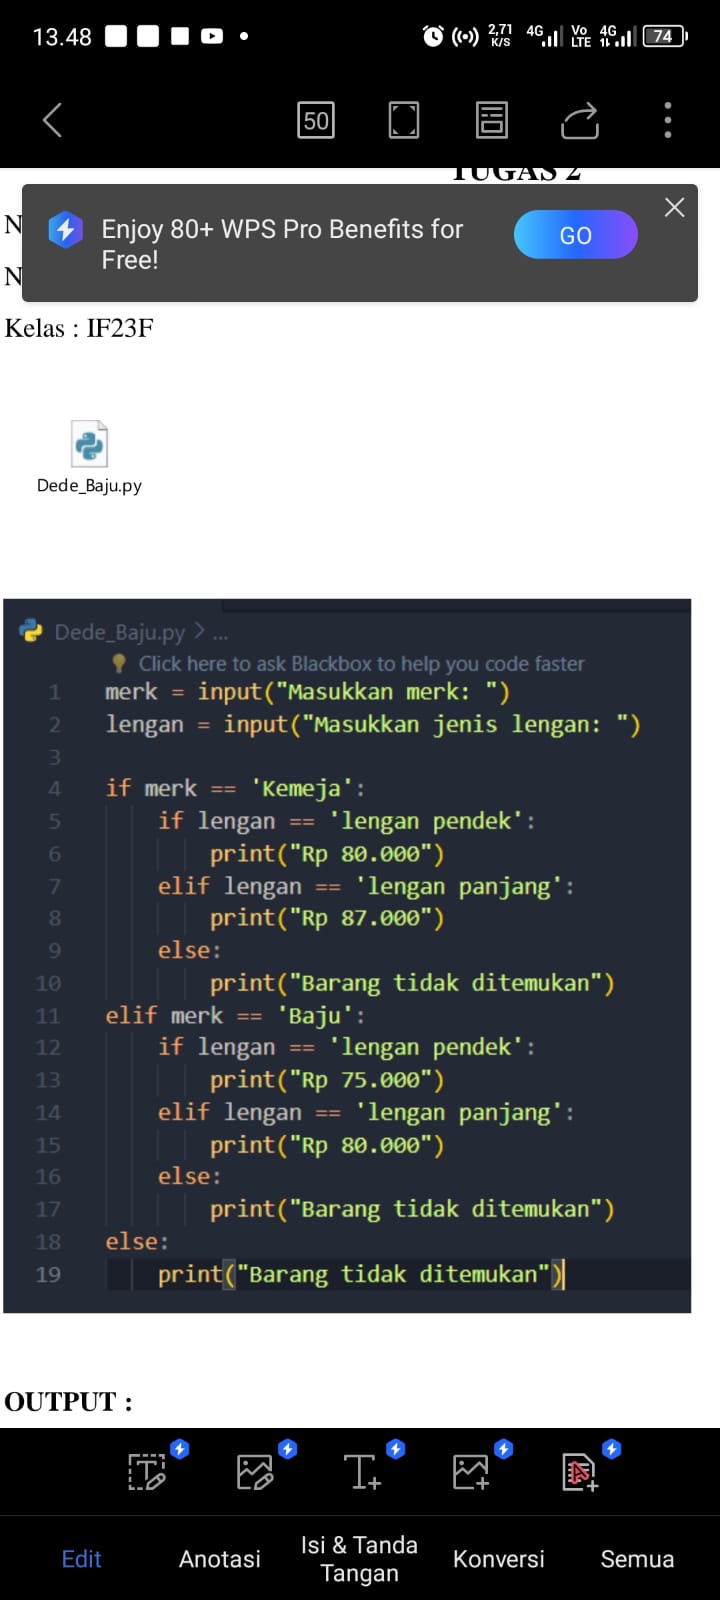 13.48
2,71 K/S 4G Vo LTE 4G 74
50
TUGAS 2
N
Enjoy 80+ WPS Pro Benefits for
Free!
GO
N
Kelas : IF23F
Dede_Baju.py
Dede_Baju.py > ...
Click here to ask Blackbox to help you code faster
1 merk = input("Masukkan merk: ")
2 lengan = input("Masukkan jenis lengan: ")
3
4 if merk == 'Kemeja':
5     if lengan == 'lengan pendek':
6         print("Rp 80.000")
7     elif lengan == 'lengan panjang':
8         print("Rp 87.000")
9     else:
10         print("Barang tidak ditemukan")
11 elif merk == 'Baju':
12     if lengan == 'lengan pendek':
13         print("Rp 75.000")
14     elif lengan == 'lengan panjang':
15         print("Rp 80.000")
16     else:
17         print("Barang tidak ditemukan")
18 else:
19     print("Barang tidak ditemukan")
OUTPUT :
Edit
Anotasi
Isi & Tanda
Tangan
Konversi
Semua